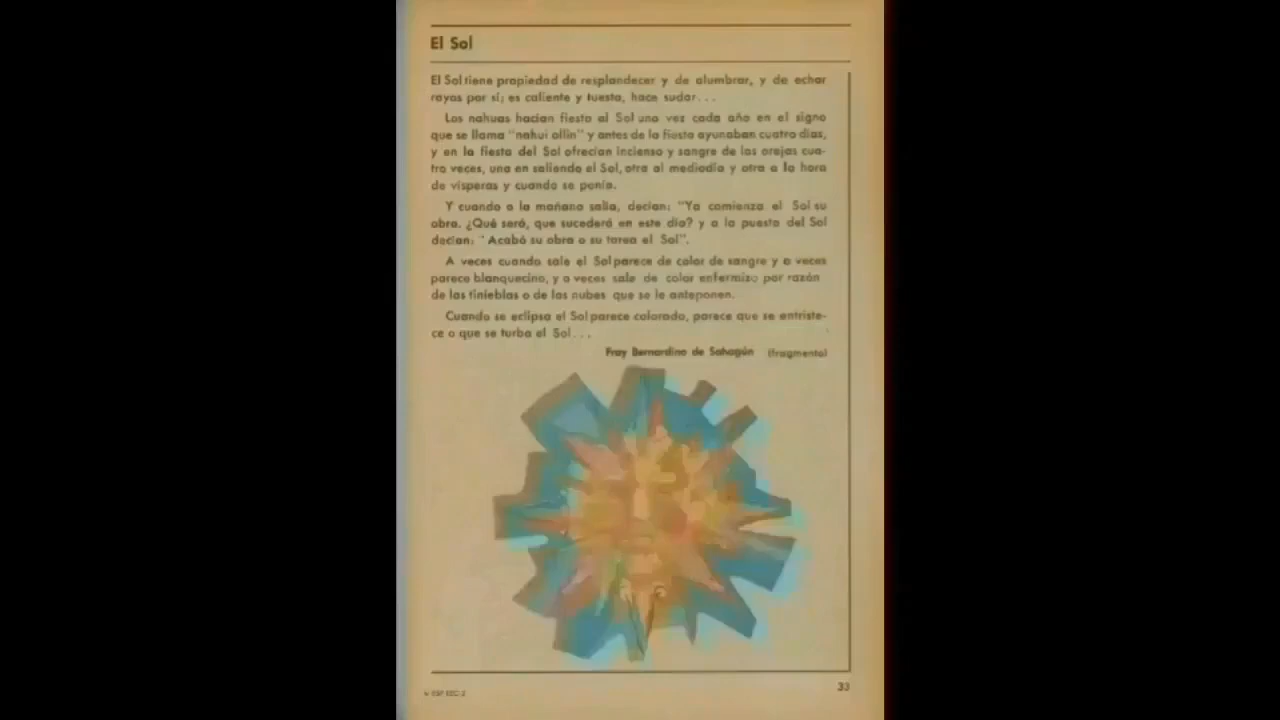 El Sol
El Sol tiene propiedad de resplandecer y de alumbrar, y de echar
rayos por sí; es caliente y tuesta, hace sudar...
Los nahuas hacían fiesta al Sol una vez cada año en el signo
que se llama "nahui ollin" y antes de la fiesta ayunaban cuatro días,
y en la fiesta del Sol ofrecían incienso y sangre de las orejas cua-
tro veces, una en saliendo el Sol, otra al mediodía y otra a la hora
de vísperas y cuando se ponía.
Y cuando a la mañana salía, decían: "Ya comienza el Sol su
obra. ¿Qué será, que sucederá en este día? y a la puesta del Sol
decían: "Acabó su obra o su tarea el Sol".
A veces cuando sale el Sol parece de color de sangre y a veces
parece blanquecino, y a veces sale de color enfermizo por razón
de las tinieblas o de las nubes que se le anteponen.
Cuando se eclipsa el Sol parece colorado, parece que se entriste-
ce o que se turba el Sol...
Fray Bernardino de Sahagún (fragmento)
33